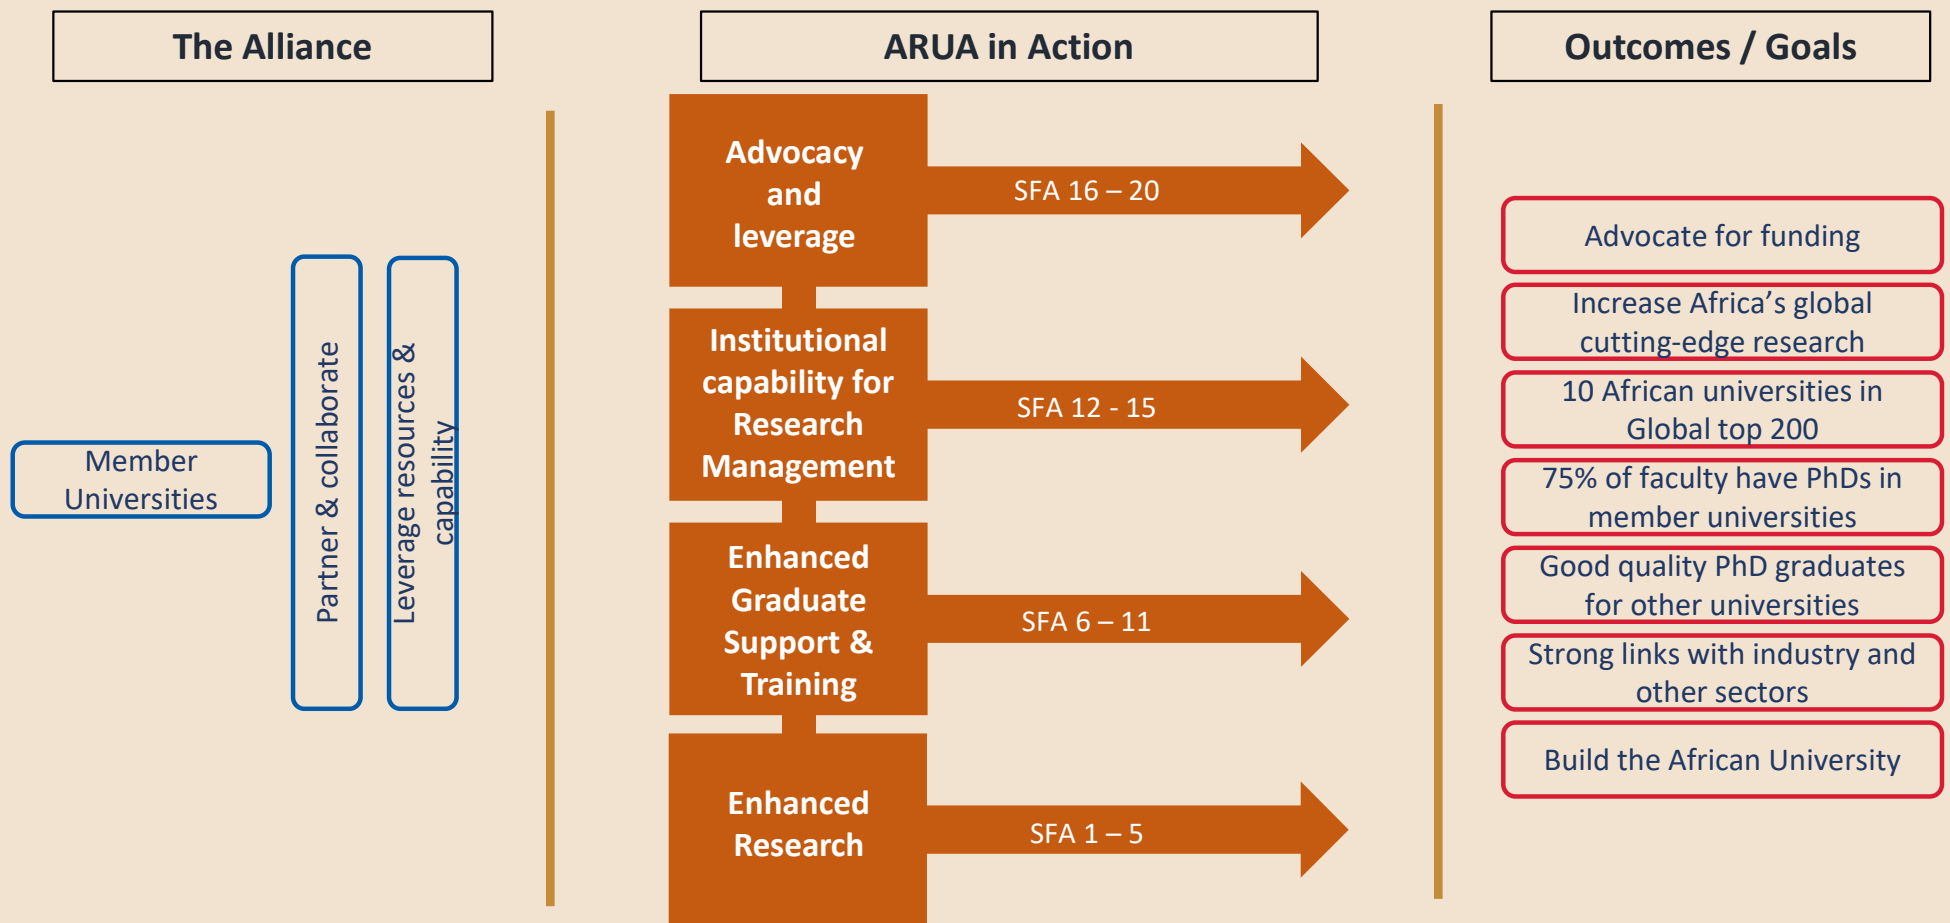 The Alliance
Member
Universities
Partner & collaborate
Leverage resources &
capability
ARUA in Action
Advocacy
and
leverage
SFA 16 – 20
Institutional
capability for
Research
Management
SFA 12 - 15
Enhanced
Graduate
Support &
Training
SFA 6 – 11
Enhanced
Research
SFA 1 – 5
Outcomes / Goals
Advocate for funding
Increase Africa’s global
cutting-edge research
10 African universities in
Global top 200
75% of faculty have PhDs in
member universities
Good quality PhD graduates
for other universities
Strong links with industry and
other sectors
Build the African University